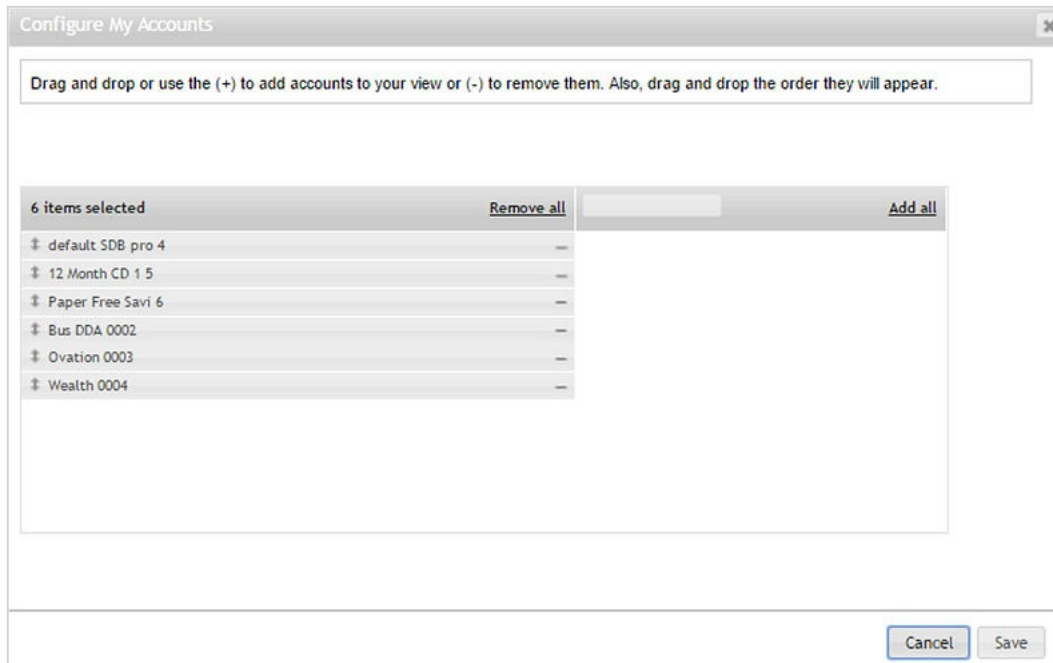 Configure My Accounts
Drag and drop or use the (+) to add accounts to your view or (-) to remove them. Also, drag and drop the order they will appear.
6 items selected Remove all Add all
default SDB pro 4
12 Month CD 1 5
Paper Free Savi 6
Bus DDA 0002
Ovation 0003
Wealth 0004
Cancel Save